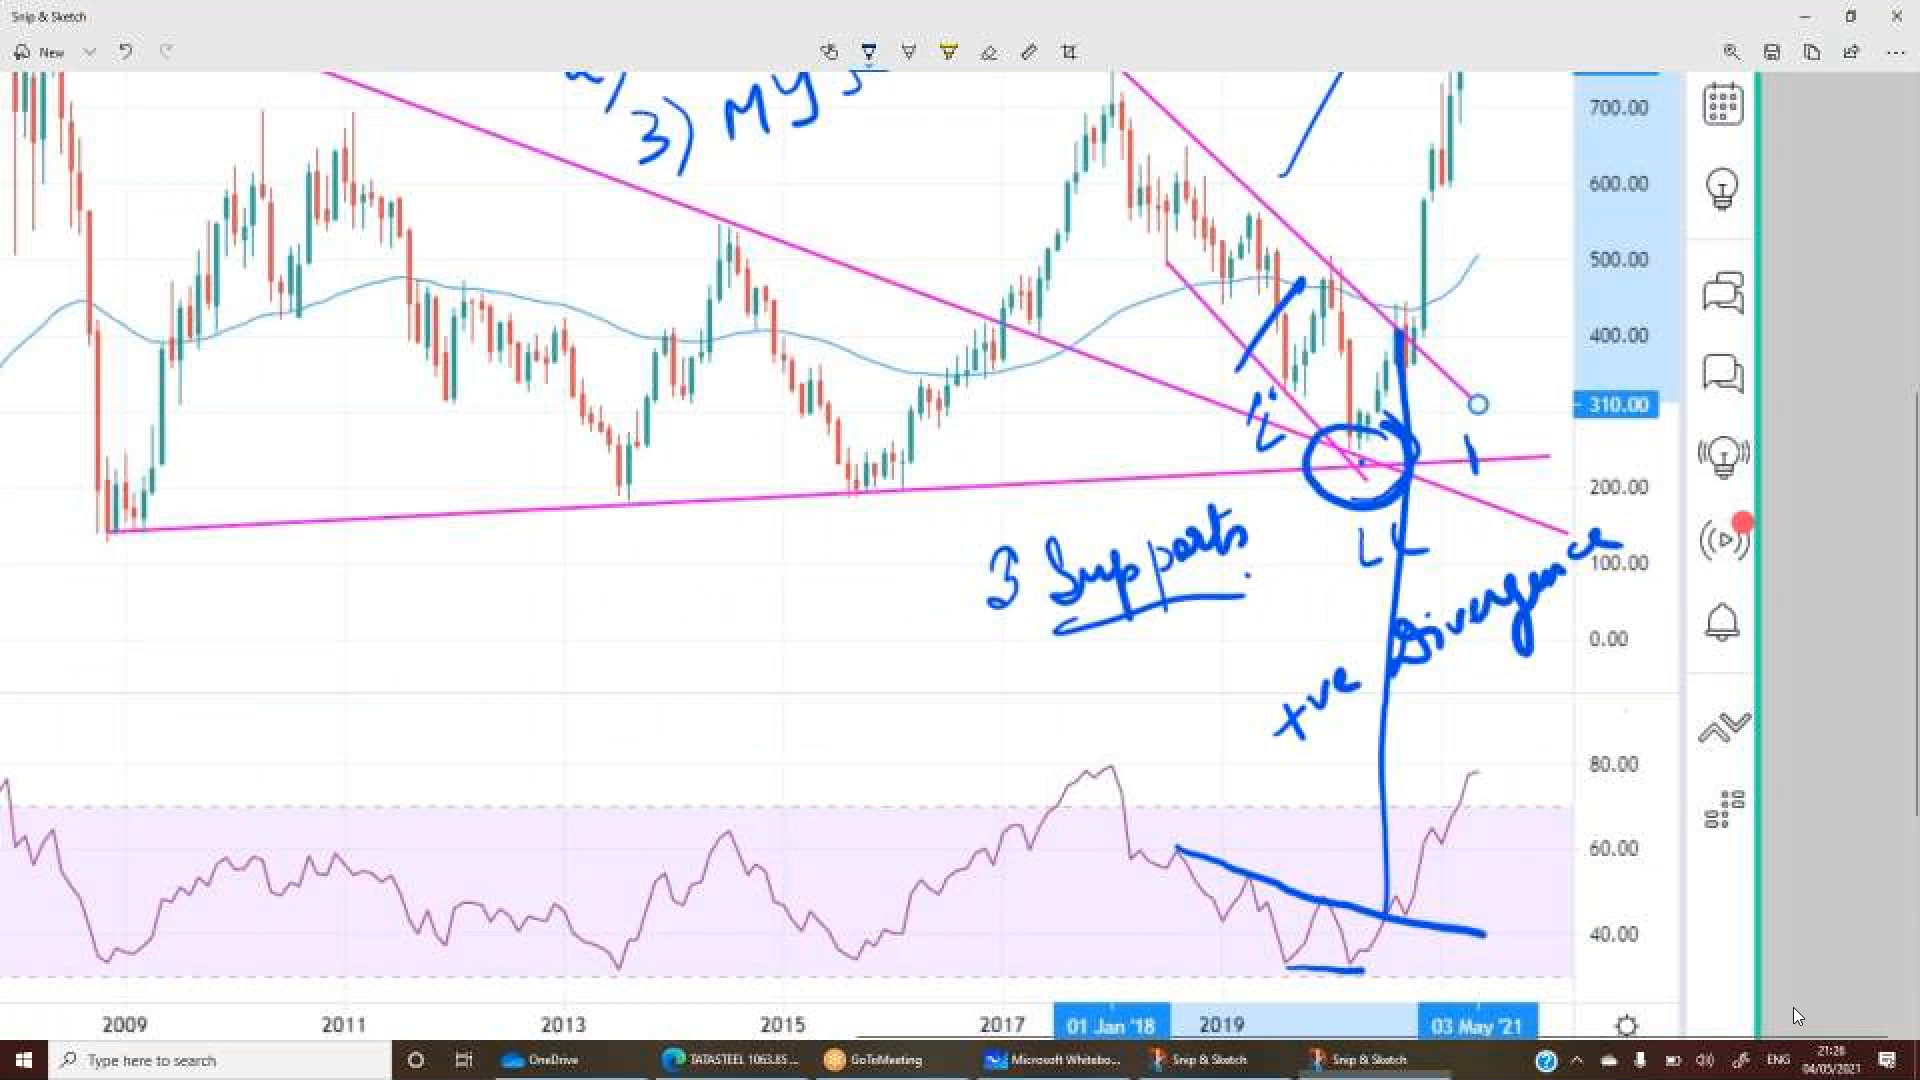 Snip & Sketch
New
3) MY
700.00
600.00
500.00
400.00
310.00
200.00
100.00
0.00
3 Supports
LL
+ve Divergence
80.00
60.00
40.00
2009 2011 2013 2015 2017 01 Jan '18 2019 03 May '21
Type here to search
OneDrive
TATASTEEL 1063.85 ...
GoToMeeting
Microsoft Whitebo...
Snip & Sketch
Snip & Sketch
ENG
21:28
04/05/2021